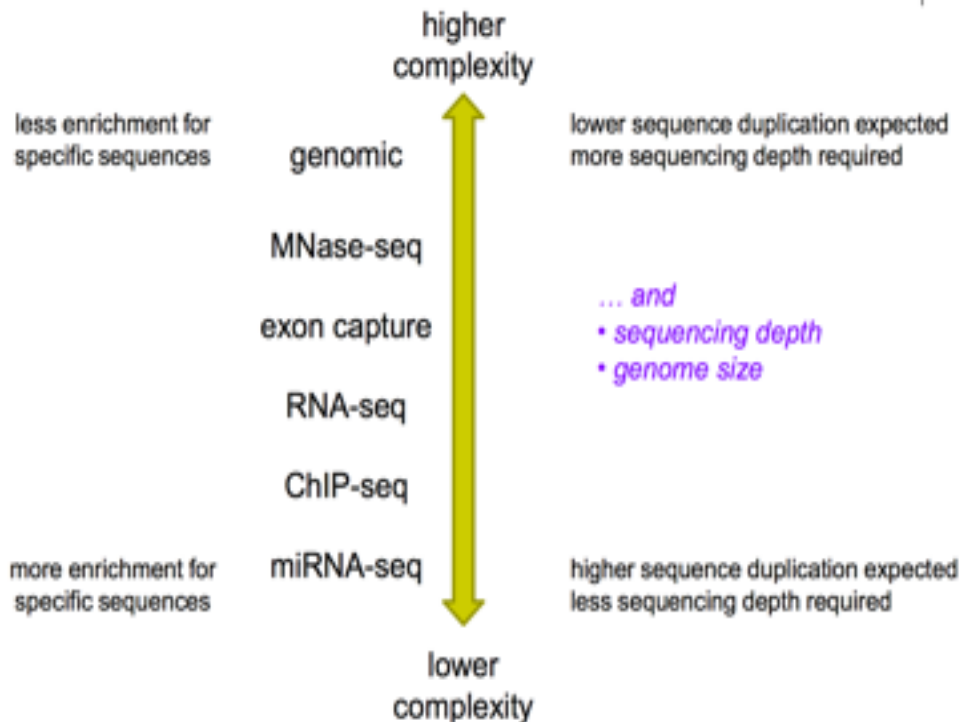 higher
complexity
less enrichment for
specific sequences
genomic
lower sequence duplication expected
more sequencing depth required
MNase-seq
exon capture
... and
• sequencing depth
• genome size
RNA-seq
ChIP-seq
more enrichment for
specific sequences
miRNA-seq
higher sequence duplication expected
less sequencing depth required
lower
complexity